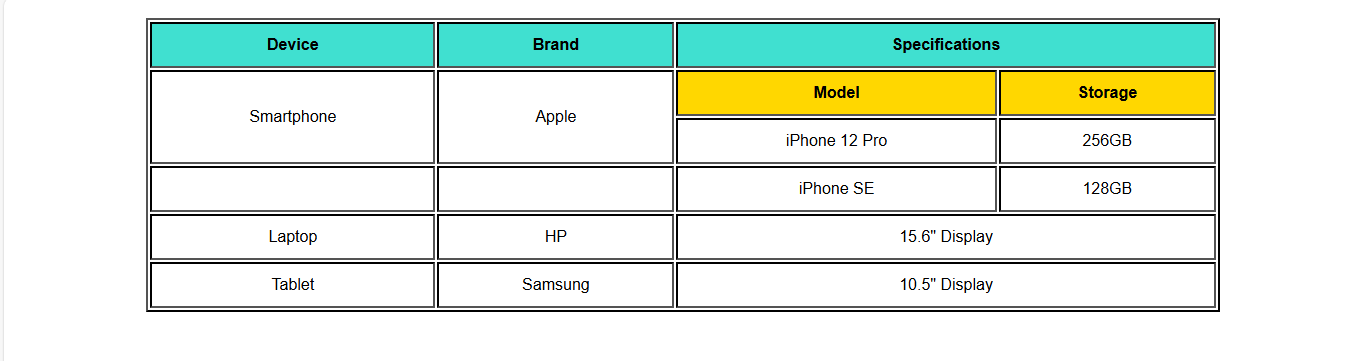 Device Brand Specifications
Smartphone Apple Model Storage
iPhone 12 Pro 256GB
iPhone SE 128GB
Laptop HP 15.6" Display
Tablet Samsung 10.5" Display